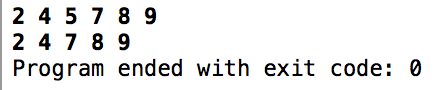 2 4 5 7 8 9
2 4 7 8 9
Program ended with exit code: 0